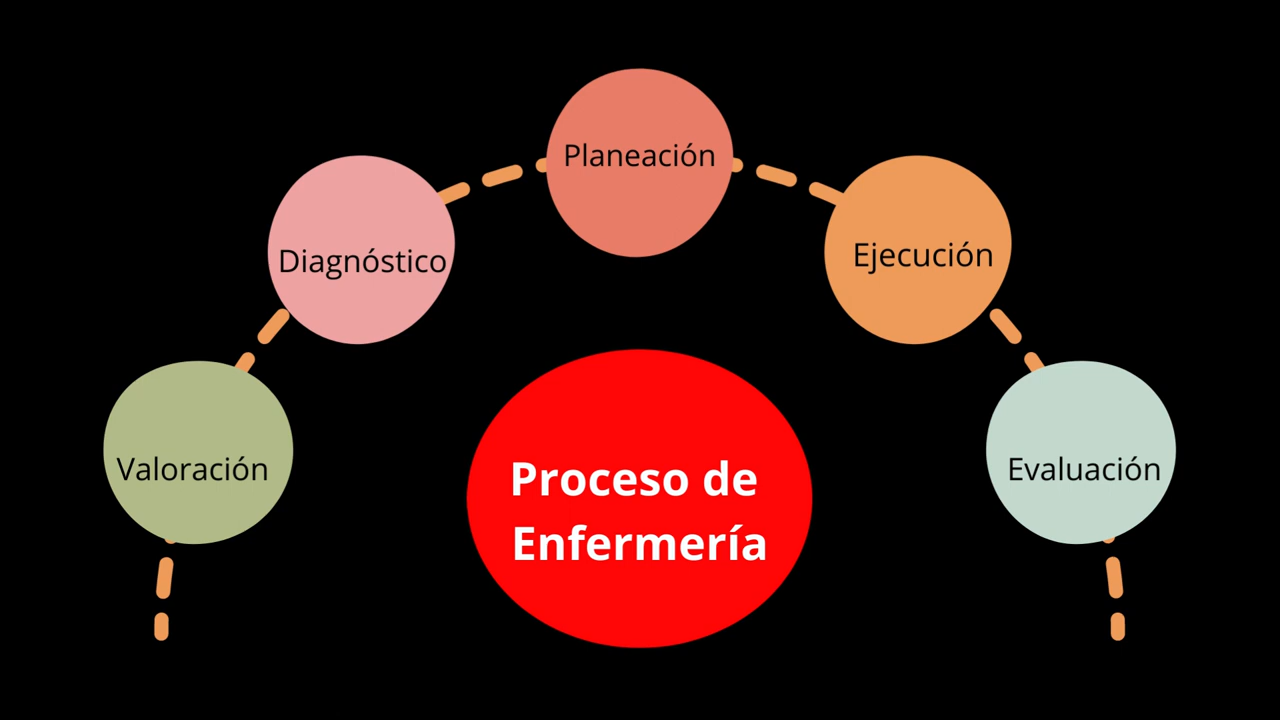 Planeación
Diagnóstico
Ejecución
Valoración
Evaluación
Proceso de
Enfermería